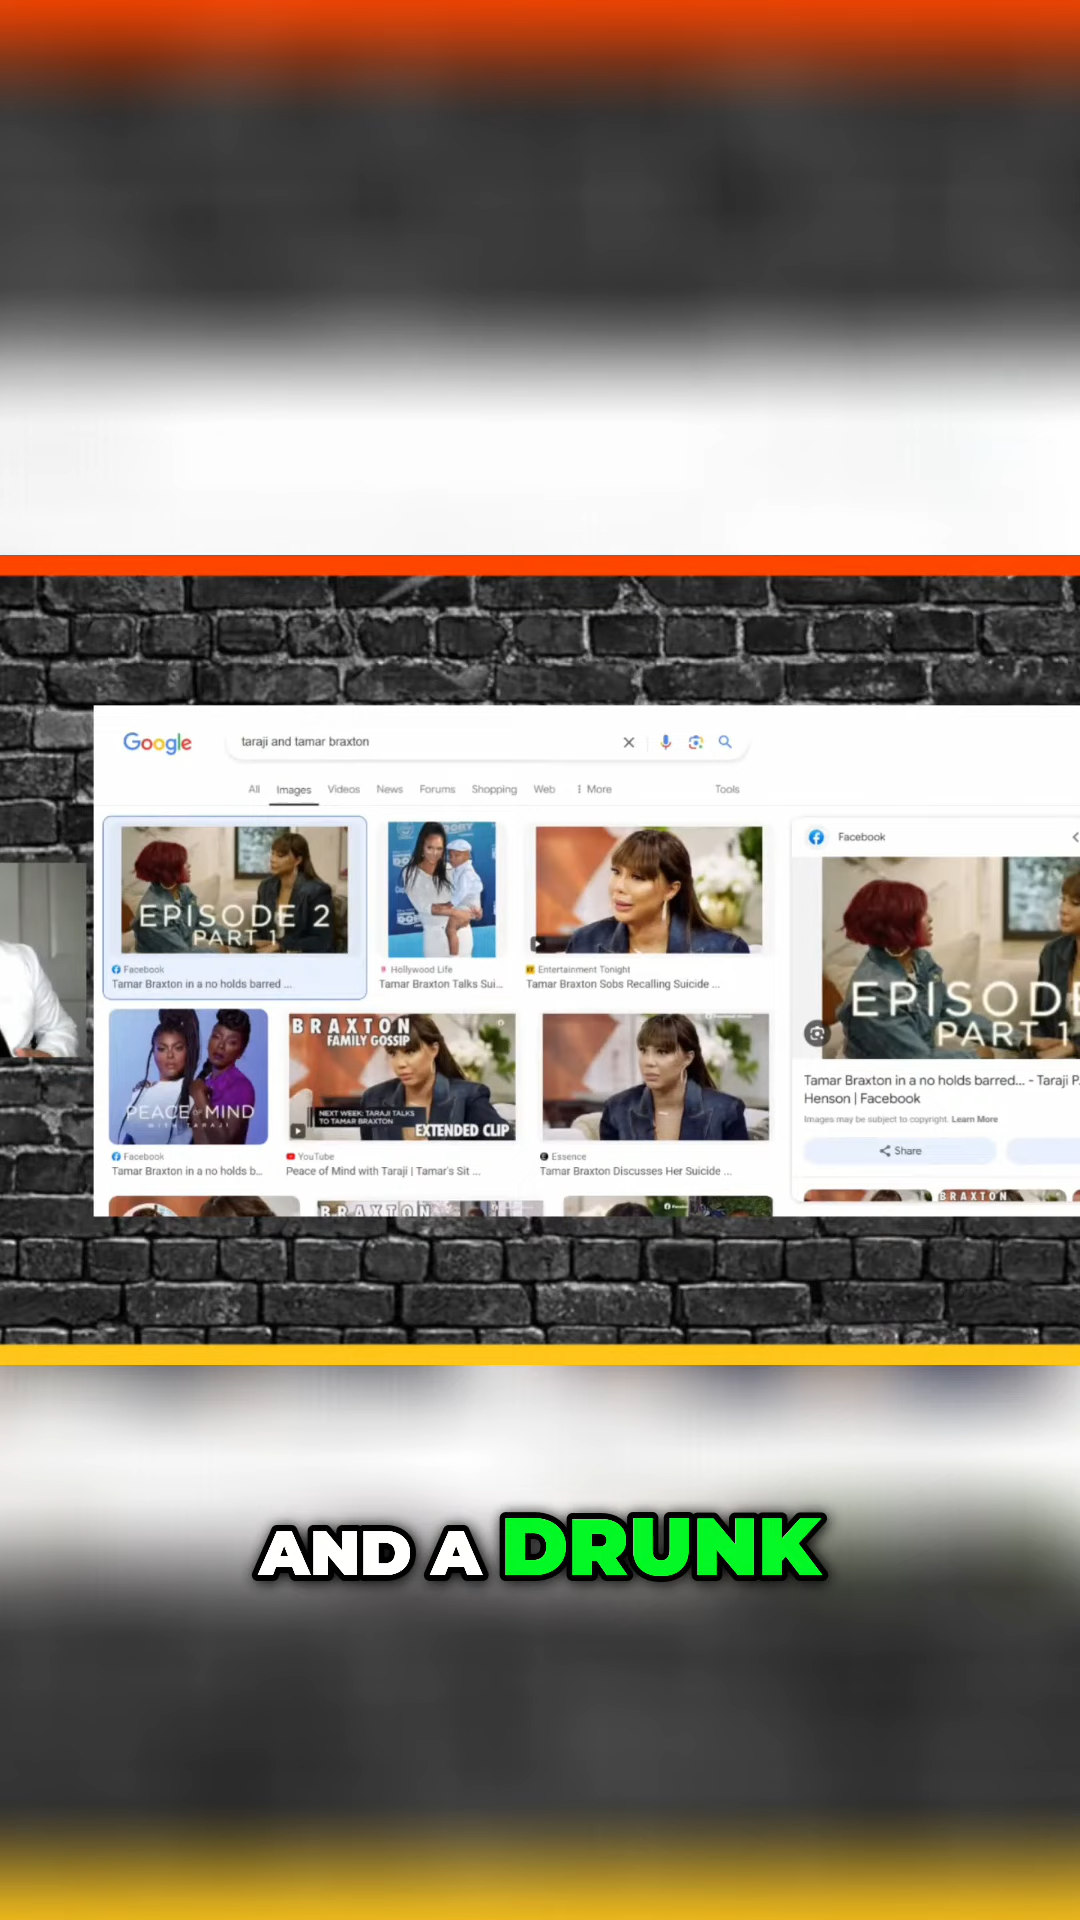 Google
taraji and tamar braxton
All Images Videos News Forums Shopping Web More Tools
EPISODE 2
PART 1
Facebook
Tamar Braxton in a no holds barred ...
Hollywood Life
Tamar Braxton Talks Sui...
Entertainment Tonight
Tamar Braxton Sobs Recalling Suicide ...
Facebook
EPISODE
PART 1
Tamar Braxton in a no holds barred... - Taraji P.
Henson | Facebook
Images may be subject to copyright. Learn More
Share
PEACE OF MIND
WITH TARAJI
Facebook
Tamar Braxton in a no holds b...
BRAXTON
FAMILY GOSSIP
NEXT WEEK: TARAJI TALKS
TO TAMAR BRAXTON
EXTENDED CLIP
YouTube
Peace of Mind with Taraji | Tamar's Sit ...
Essence
Tamar Braxton Discusses Her Suicide ...
BRAXTON
BRAXTON
AND A DRUNK